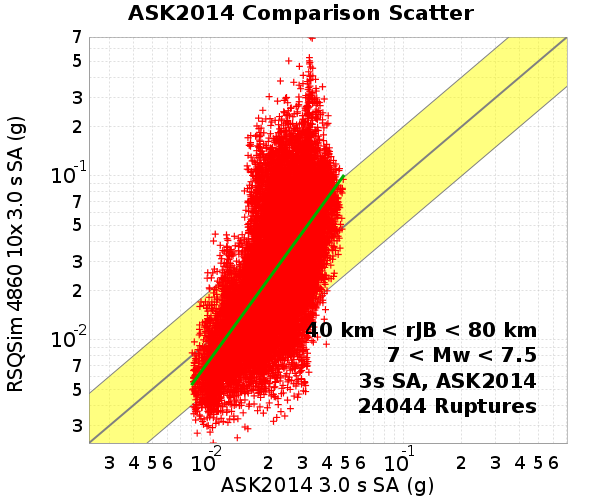 ASK2014 Comparison Scatter
RSQSim 4860 10x 3.0 s SA (g)
7
5
3
2
10⁻¹
7
5
3
2
10⁻²
7
5
3
40 km < rJB < 80 km
7 < Mw < 7.5
3s SA, ASK2014
24044 Ruptures
3 4 5 6 10⁻² 2 3 4 5 6 10⁻¹ 2 3 4 5 6
ASK2014 3.0 s SA (g)